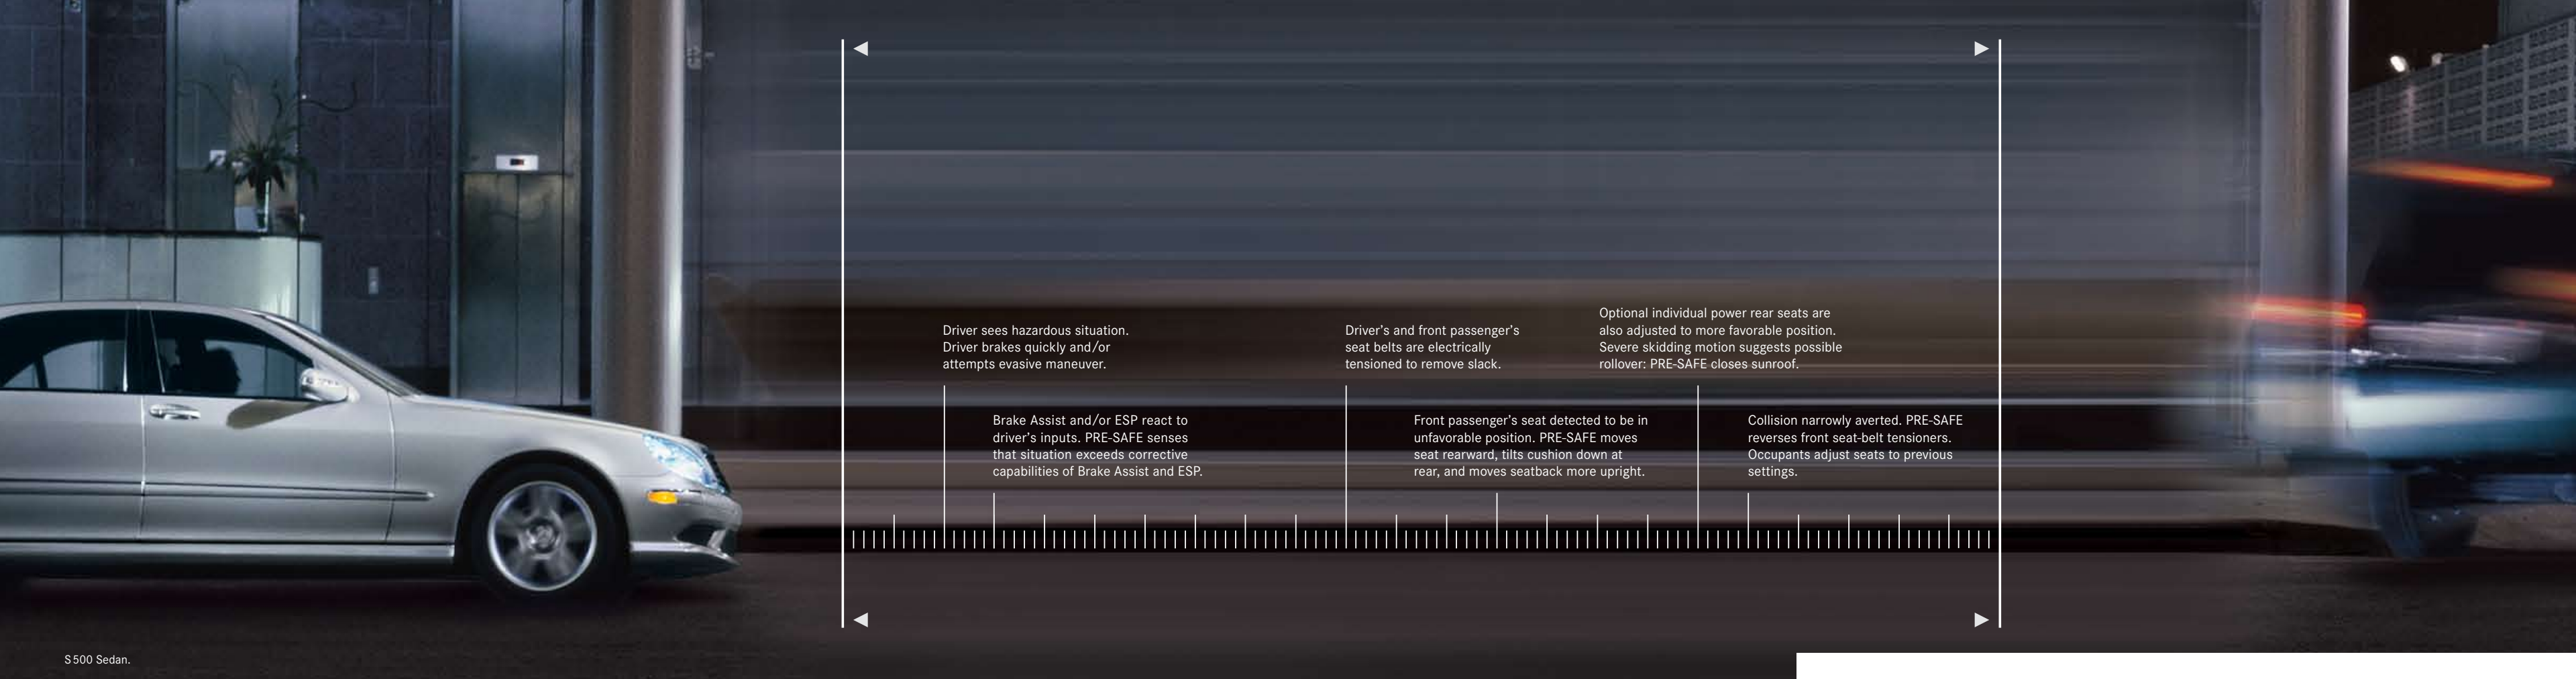 Driver sees hazardous situation.
Driver brakes quickly and/or
attempts evasive maneuver.
Brake Assist and/or ESP react to
driver's inputs. PRE-SAFE senses
that situation exceeds corrective
capabilities of Brake Assist and ESP.
Driver's and front passenger's
seat belts are electrically
tensioned to remove slack.
Front passenger's seat detected to be in
unfavorable position. PRE-SAFE moves
seat rearward, tilts cushion down at
rear, and moves seatback more upright.
Optional individual power rear seats are
also adjusted to more favorable position.
Severe skidding motion suggests possible
rollover: PRE-SAFE closes sunroof.
Collision narrowly averted. PRE-SAFE
reverses front seat-belt tensioners.
Occupants adjust seats to previous
settings.
S 500 Sedan.